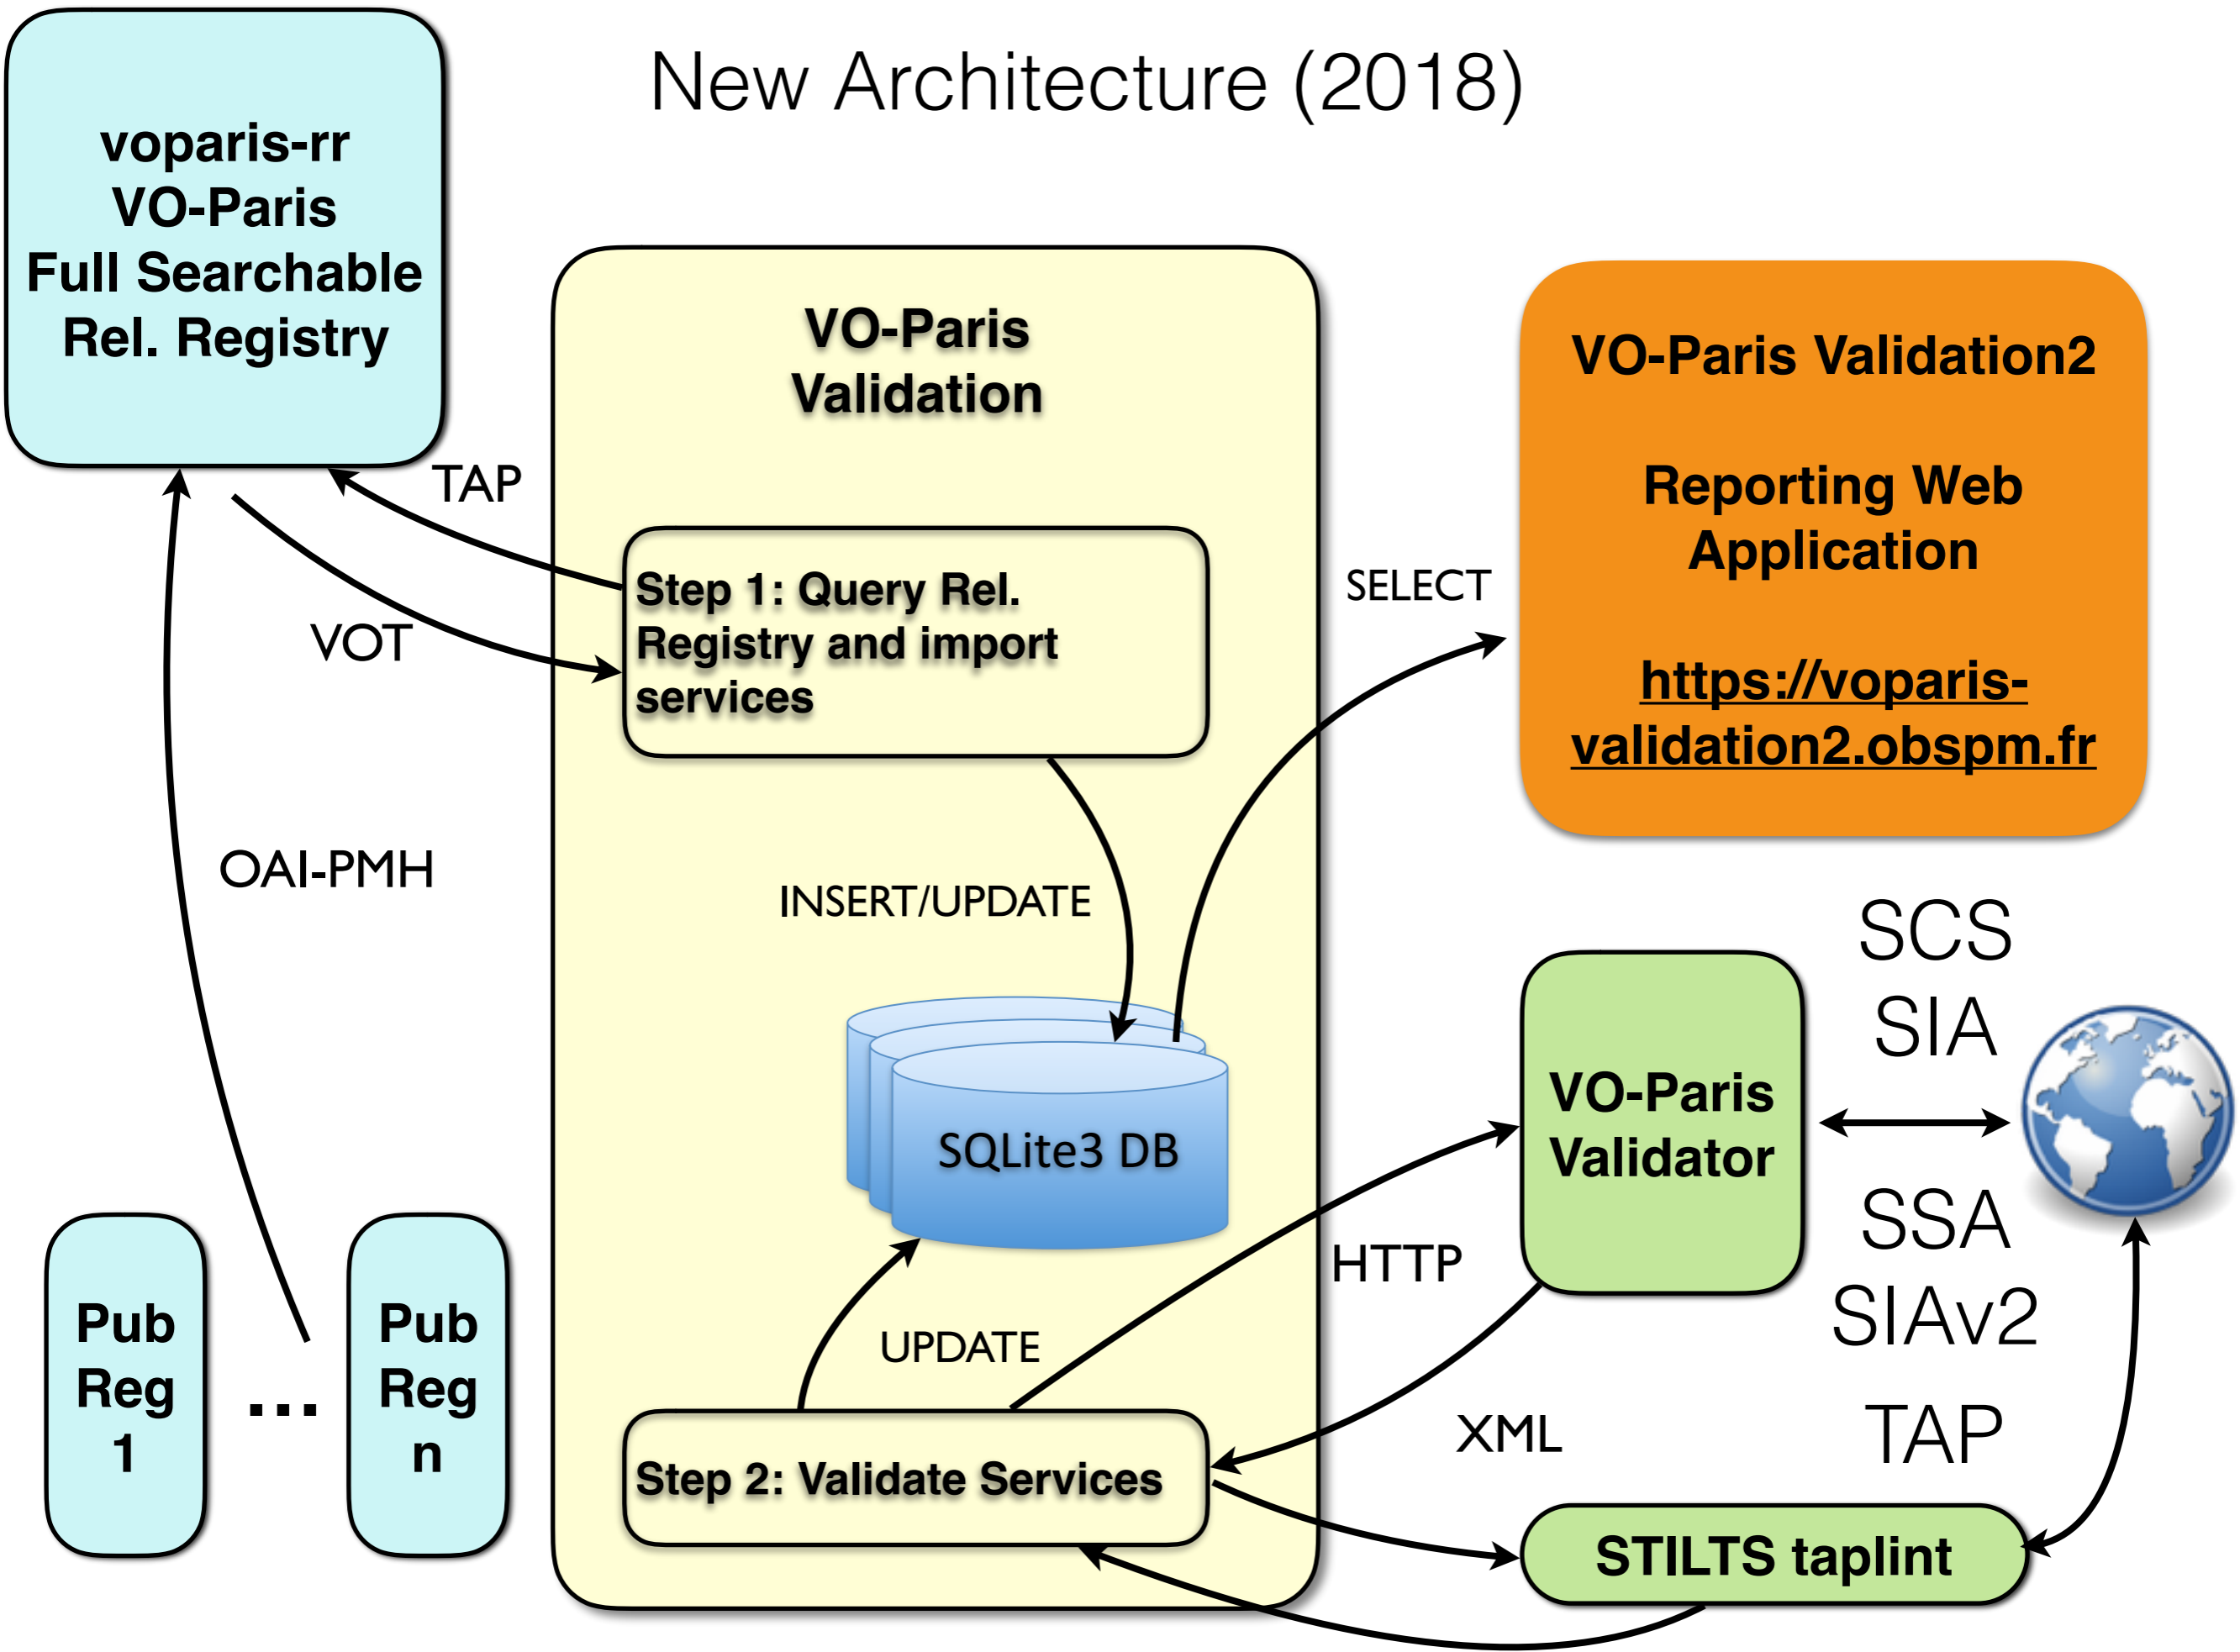 New Architecture (2018)
voparis-rr
VO-Paris
Full Searchable
Rel. Registry
VO-Paris
Validation
VO-Paris Validation2
Reporting Web
Application
https://voparis-
validation2.obspm.fr
TAP
VOT
Step 1: Query Rel.
Registry and import
services
SELECT
OAI-PMH
INSERT/UPDATE
SQLite3 DB
VO-Paris
Validator
SCS
SIA
SSA
SIAv2
TAP
HTTP
UPDATE
XML
Pub
Reg
1
...
Pub
Reg
n
Step 2: Validate Services
STILTS taplint